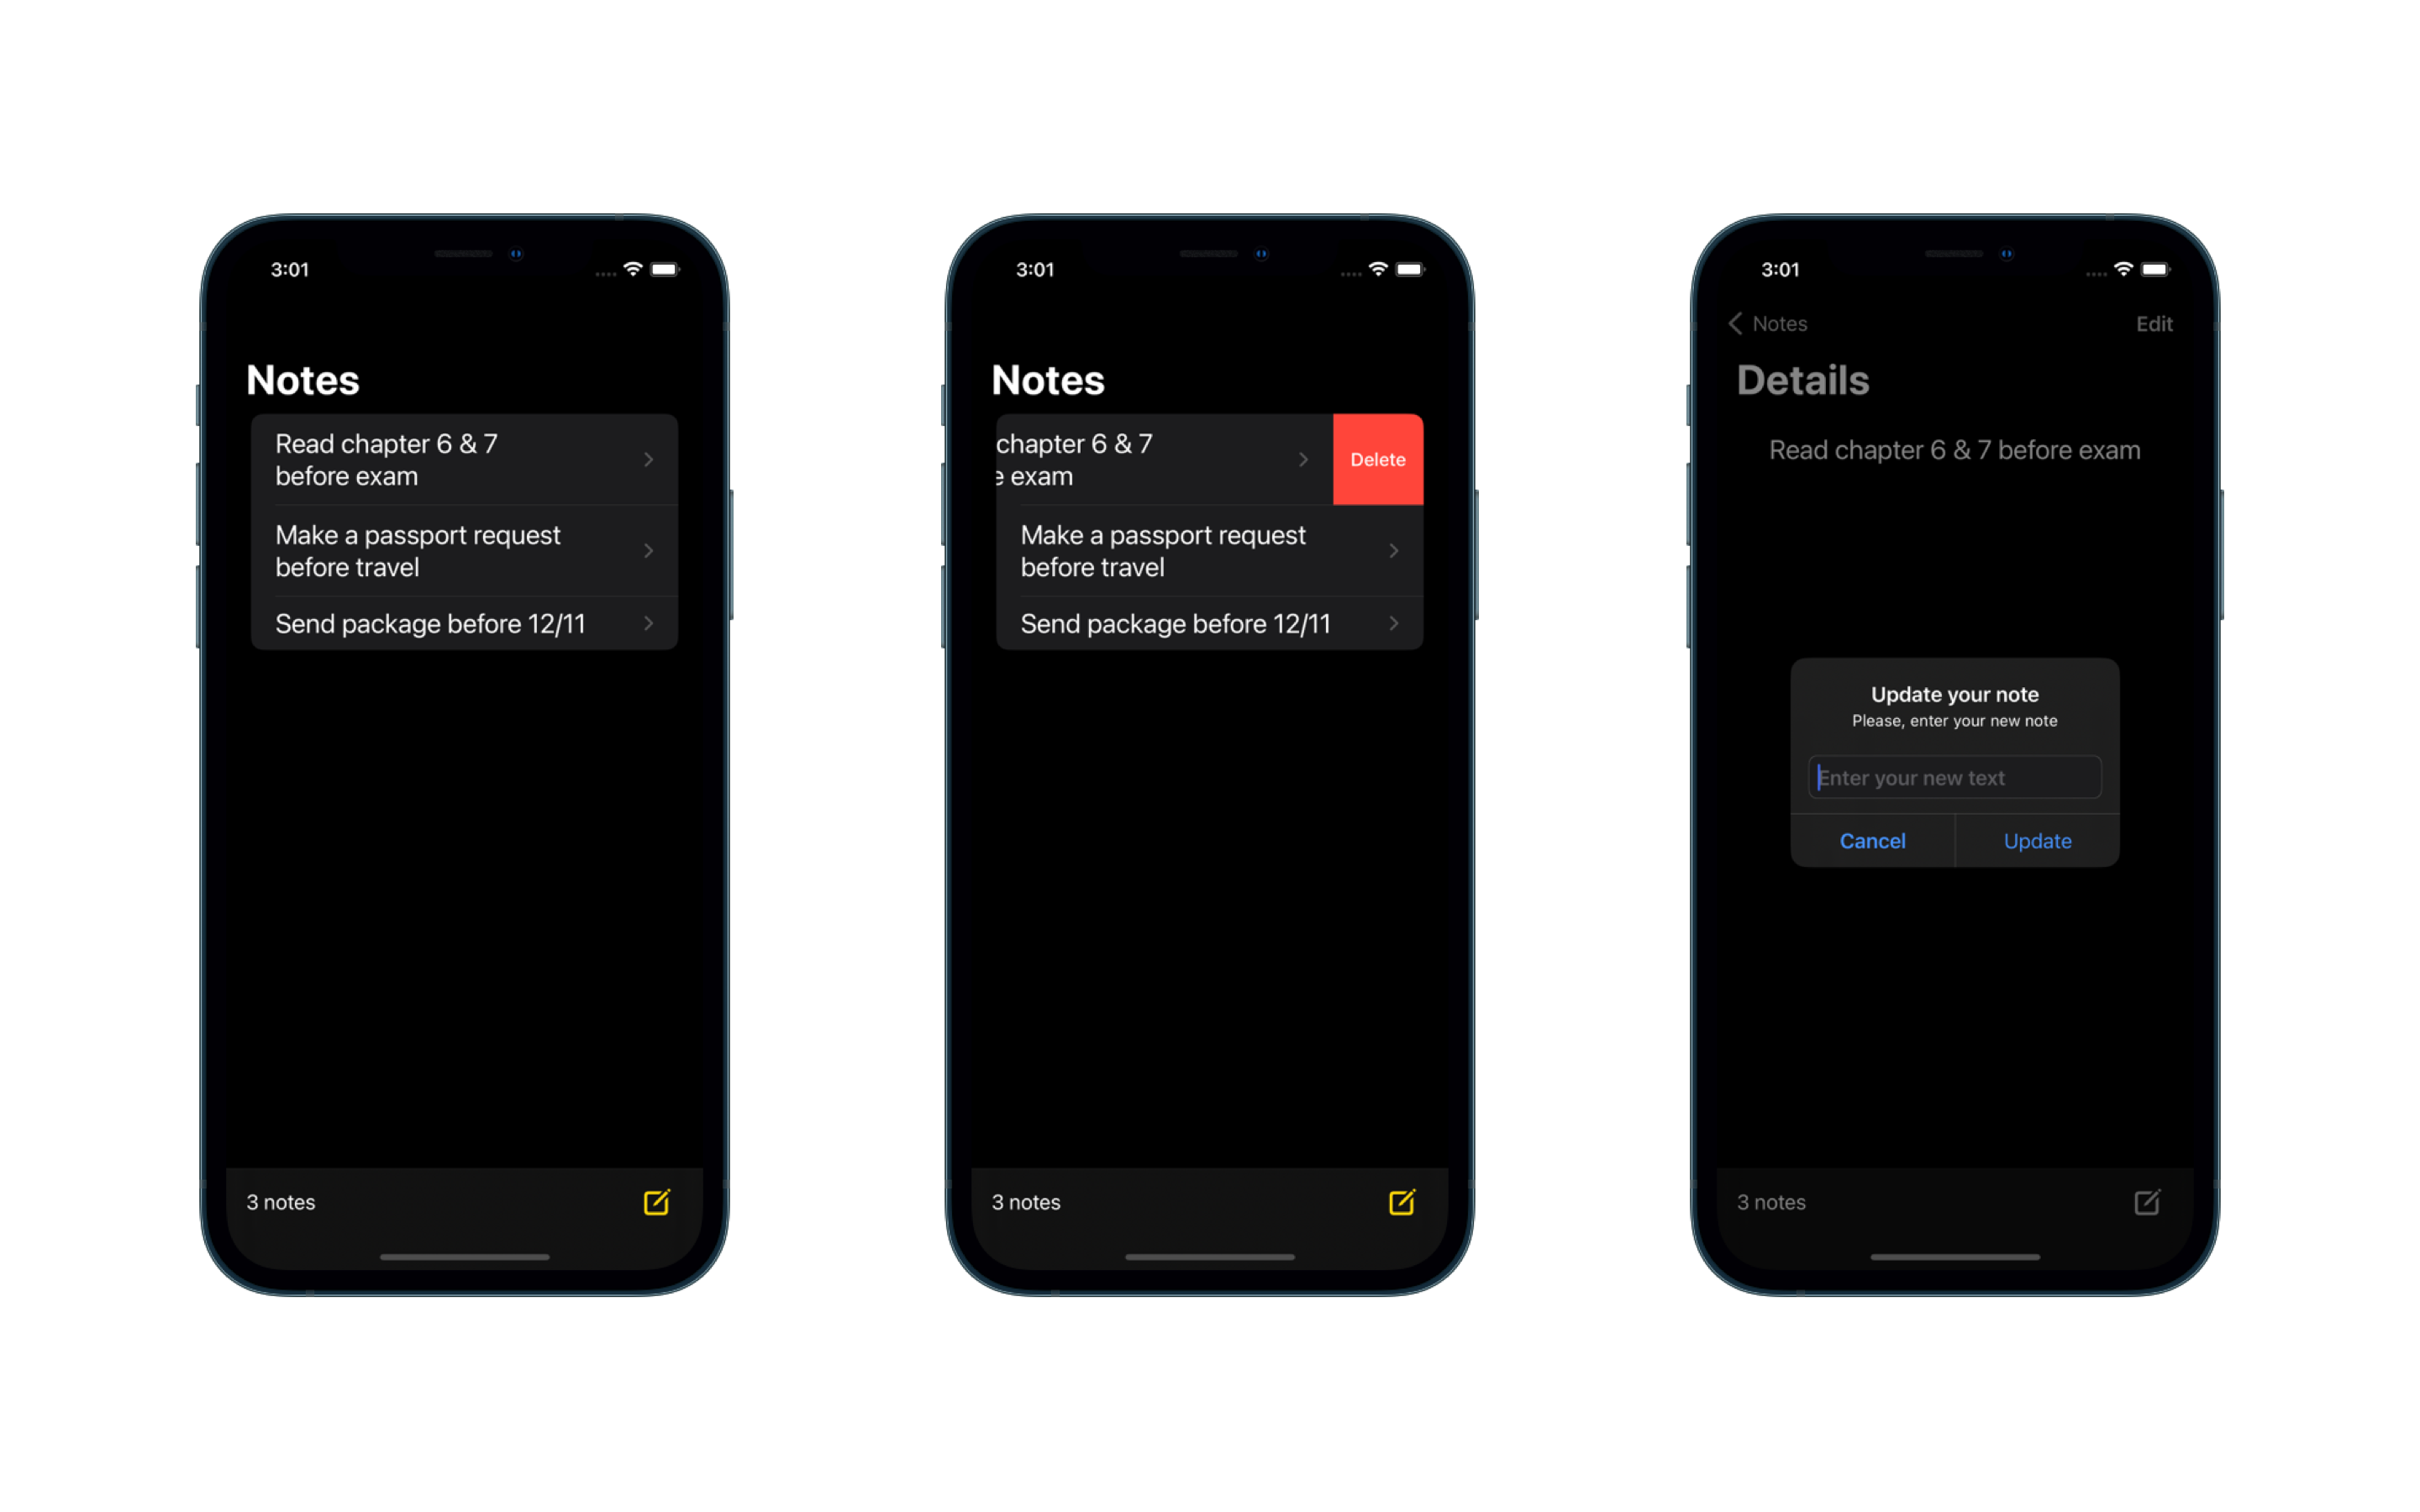 3:01
Notes
Read chapter 6 & 7
before exam
Make a passport request
before travel
Send package before 12/11
3 notes
3:01
Notes
chapter 6 & 7
e exam
Delete
Make a passport request
before travel
Send package before 12/11
3 notes
3:01
Notes
Edit
Details
Read chapter 6 & 7 before exam
Update your note
Please, enter your new note
Enter your new text
Cancel
Update
3 notes